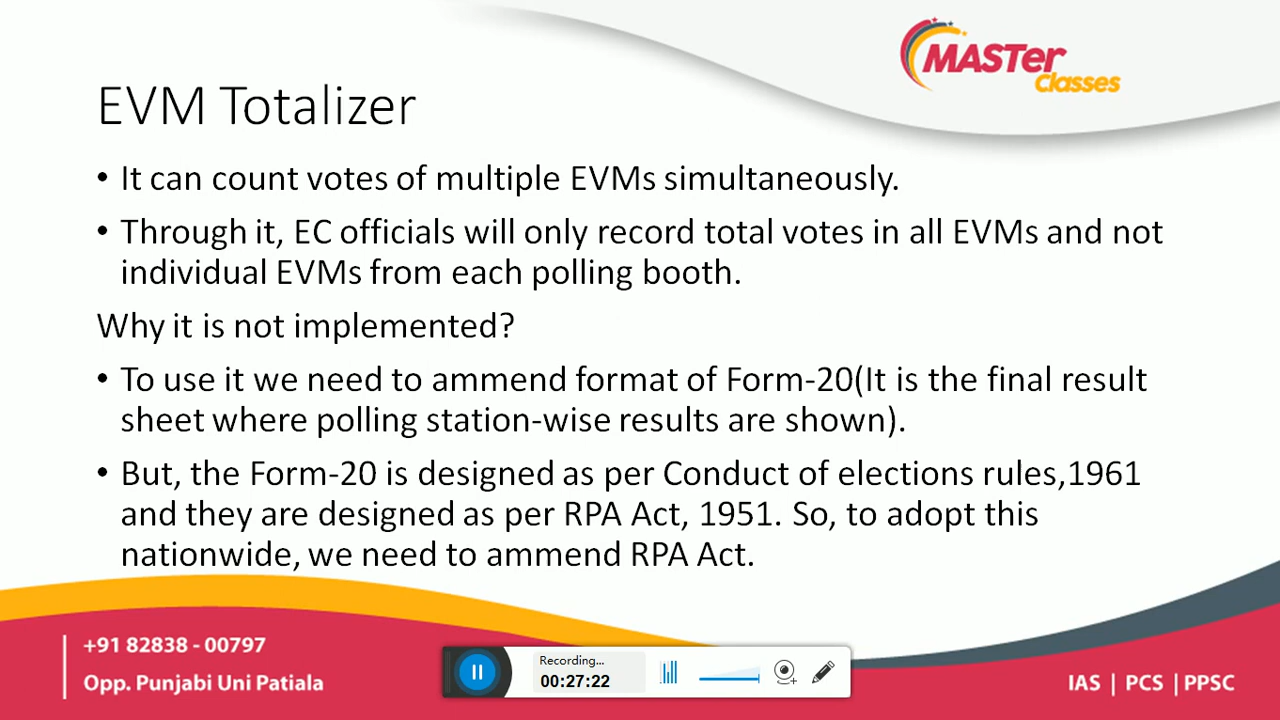 MASTer
Classes
EVM Totalizer
• It can count votes of multiple EVMs simultaneously.
• Through it, EC officials will only record total votes in all EVMs and not
individual EVMs from each polling booth.
Why it is not implemented?
• To use it we need to ammend format of Form-20(It is the final result
sheet where polling station-wise results are shown).
• But, the Form-20 is designed as per Conduct of elections rules,1961
and they are designed as per RPA Act, 1951. So, to adopt this
nationwide, we need to ammend RPA Act.
+91 82838 - 00797
Opp. Punjabi Uni Patiala
Recording...
00:27:22
IAS | PCS | PPSC